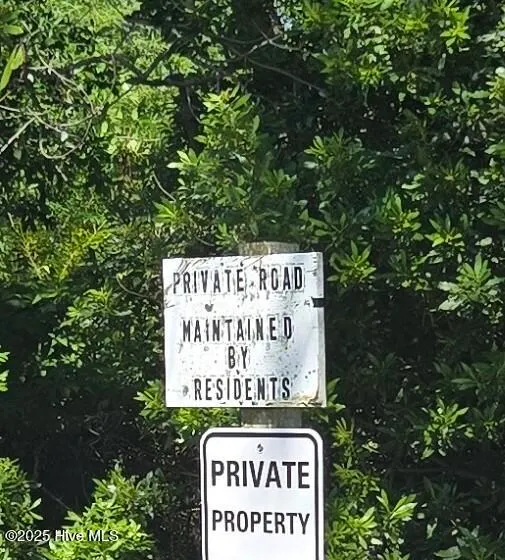 PRIVATE ROAD
MAINTAINED
BY
RESIDENTS
PRIVATE
PROPERTY
©2025 Hive MLS